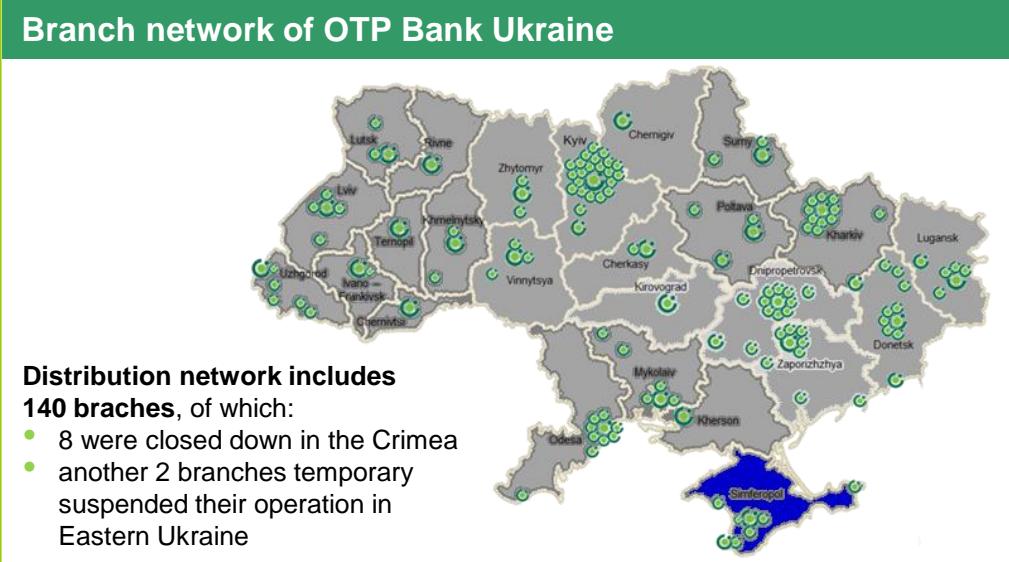 Branch network of OTP Bank Ukraine
Lutsk
Rivne
Kyiv
Chernigiv
Sumy
Zhytomyr
Lviv
Khmelnytsky
Ternopil
Poltava
Kharkiv
Lugansk
Uzhgorod
Ivano –
Frankivsk
Vinnytsya
Cherkasy
Dnipropetrovsk
Kirovograd
Chernivtsi
Donetsk
Zaporizhzhya
Mykolaiv
Kherson
Odesa
Simferopol
Distribution network includes
140 braches, of which:
8 were closed down in the Crimea
another 2 branches temporary
suspended their operation in
Eastern Ukraine